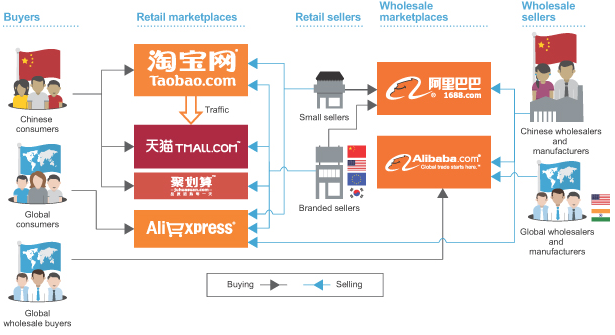 Buyers
Retail marketplaces
Retail sellers
Wholesale
marketplaces
Wholesale
sellers
淘宝网
Taobao.com
Traffic
Chinese
consumers
天猫 TMALL.COM
聚划算
Global
consumers
AliExpress
Global
wholesale buyers
Small sellers
Branded sellers
阿里巴巴
1688.com
Alibaba.com
Global trade starts here.
Chinese wholesalers
and
manufacturers
Global wholesalers
and
manufacturers
Buying
Selling